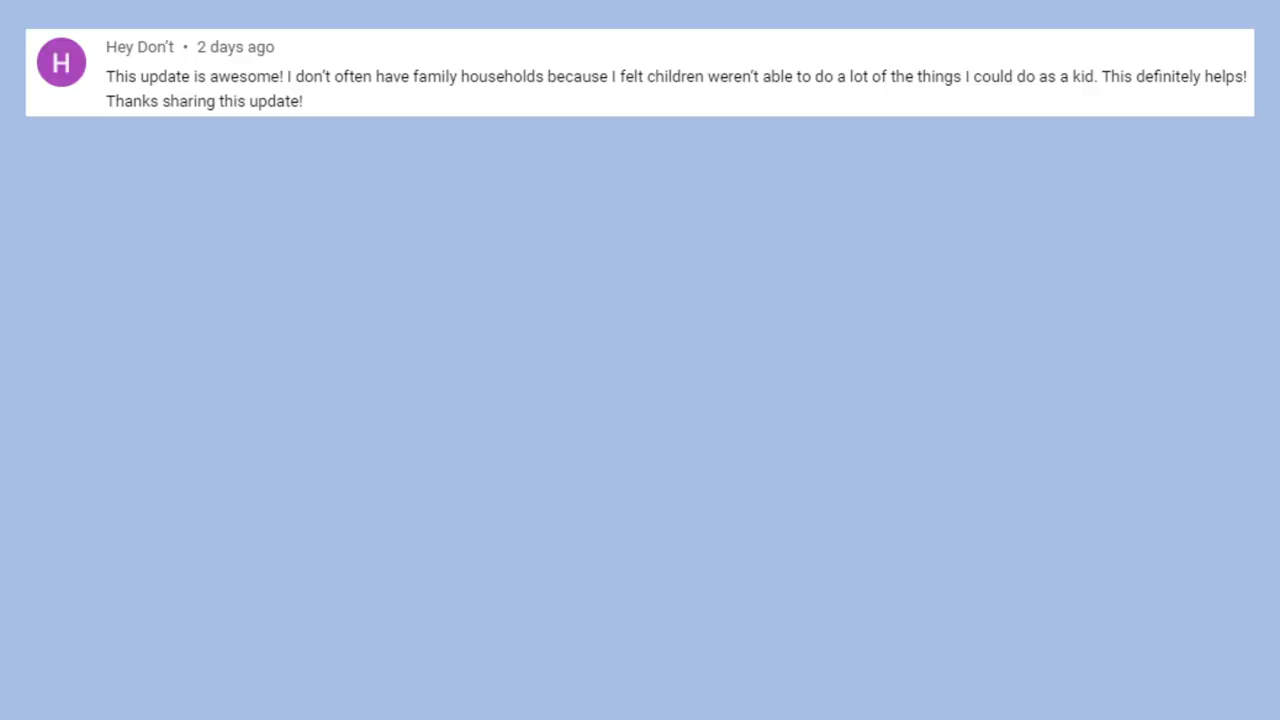 H
Hey Don't • 2 days ago
This update is awesome! I don't often have family households because I felt children weren't able to do a lot of the things I could do as a kid. This definitely helps!
Thanks sharing this update!